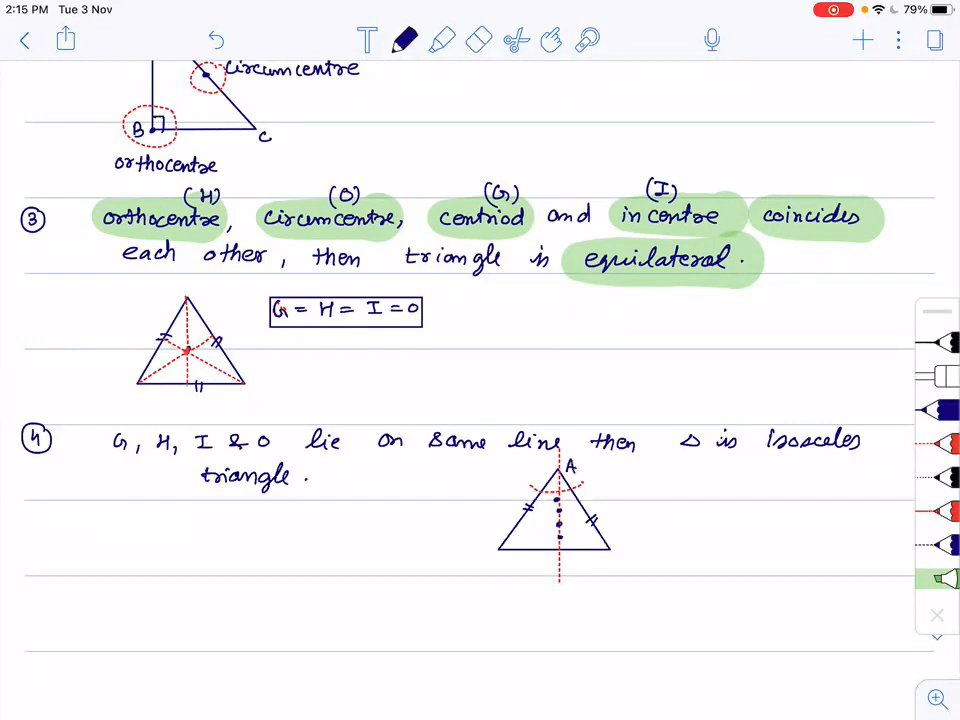 2:15 PM Tue 3 Nov
79%
T
circumcentre
B
C
orthocentre
(H) (O) (G) (I)
③ orthocentre, circumcentre, centriod and incentre coincides
each other, then triangle is equilateral.
G = H = I = O
④ G, H, I & O lie on same line then Δ is Isosceles
triangle.
A